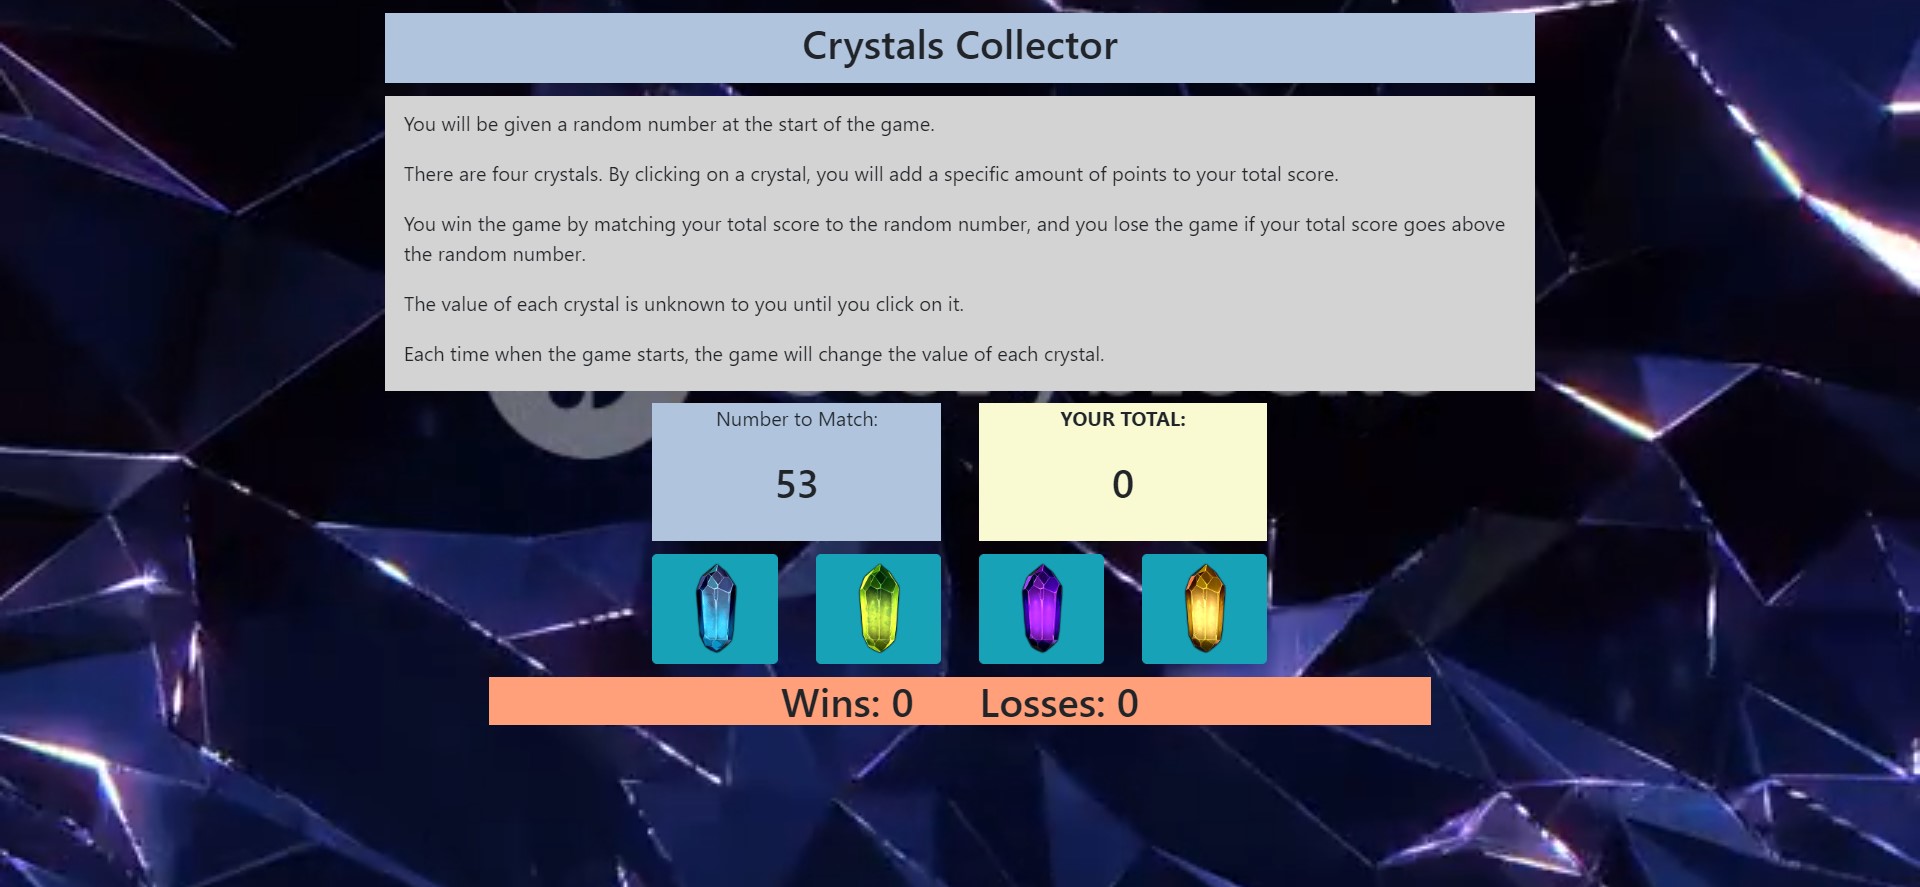 Crystals Collector
You will be given a random number at the start of the game.
There are four crystals. By clicking on a crystal, you will add a specific amount of points to your total score.
You win the game by matching your total score to the random number, and you lose the game if your total score goes above
the random number.
The value of each crystal is unknown to you until you click on it.
Each time when the game starts, the game will change the value of each crystal.
Number to Match:
53
YOUR TOTAL:
0
Wins: 0 Losses: 0